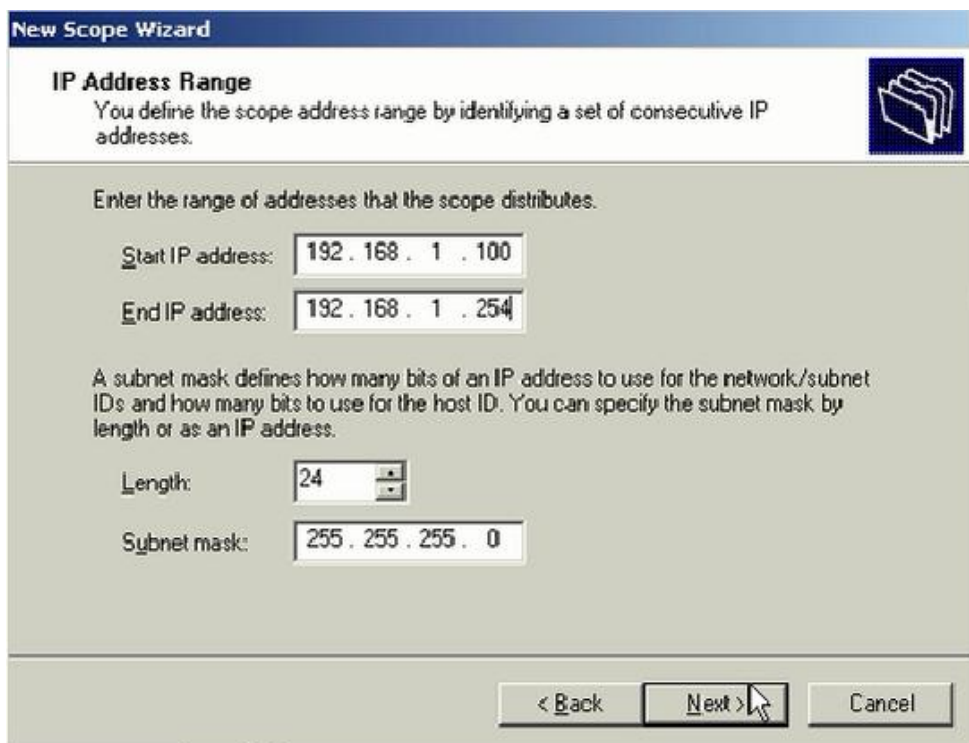 New Scope Wizard
IP Address Range
You define the scope address range by identifying a set of consecutive IP
addresses.
Enter the range of addresses that the scope distributes.
Start IP address: 192 . 168 . 1 . 100
End IP address: 192 . 168 . 1 . 254
A subnet mask defines how many bits of an IP address to use for the network/subnet
IDs and how many bits to use for the host ID. You can specify the subnet mask by
length or as an IP address.
Length: 24
Subnet mask: 255 . 255 . 255 . 0
< Back Next > Cancel